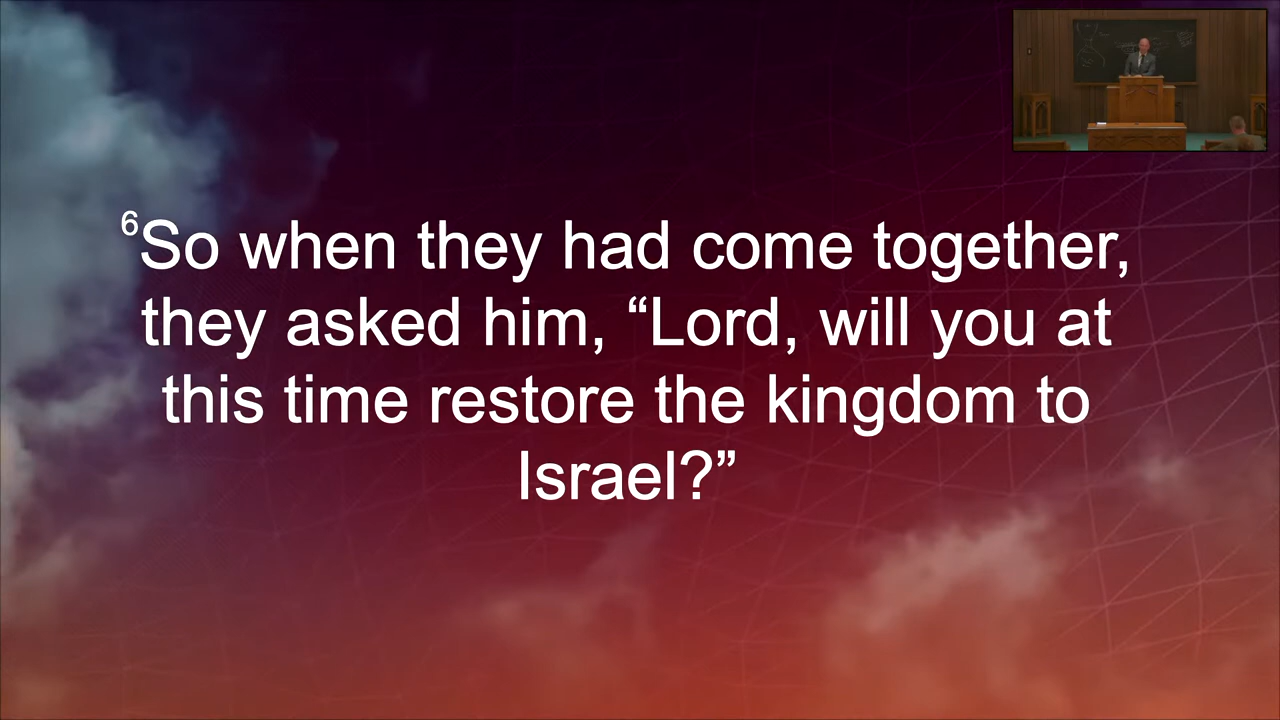 6So when they had come together,
they asked him, “Lord, will you at
this time restore the kingdom to
Israel?”